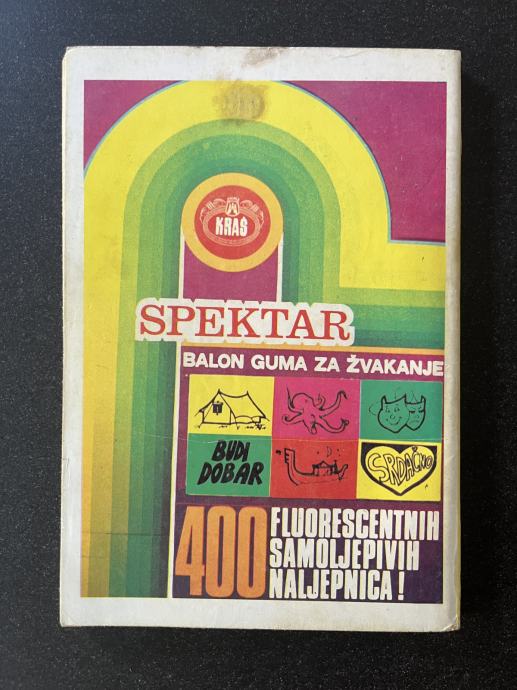 KRAŠ
SPEKTAR
BALON GUMA ZA ŽVAKANJE
BUDI
DOBAR
SRDAČNO
400 FLUORESCENTNIH
SAMOLJEPIVIH
NALJEPNICA!